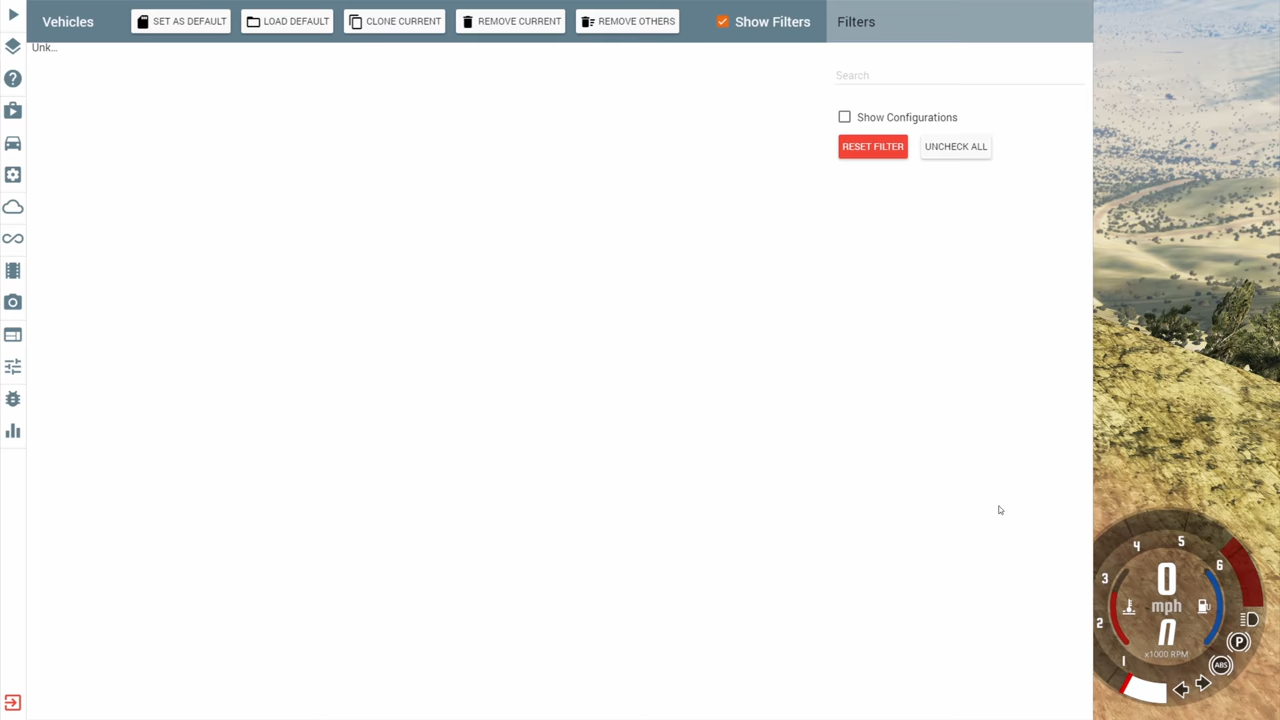 Vehicles
SET AS DEFAULT
LOAD DEFAULT
CLONE CURRENT
REMOVE CURRENT
REMOVE OTHERS
Show Filters
Filters
Unk...
Search
Show Configurations
RESET FILTER
UNCHECK ALL
1
2
3
4
5
6
0
mph
n
x1000 RPM
P
ABS